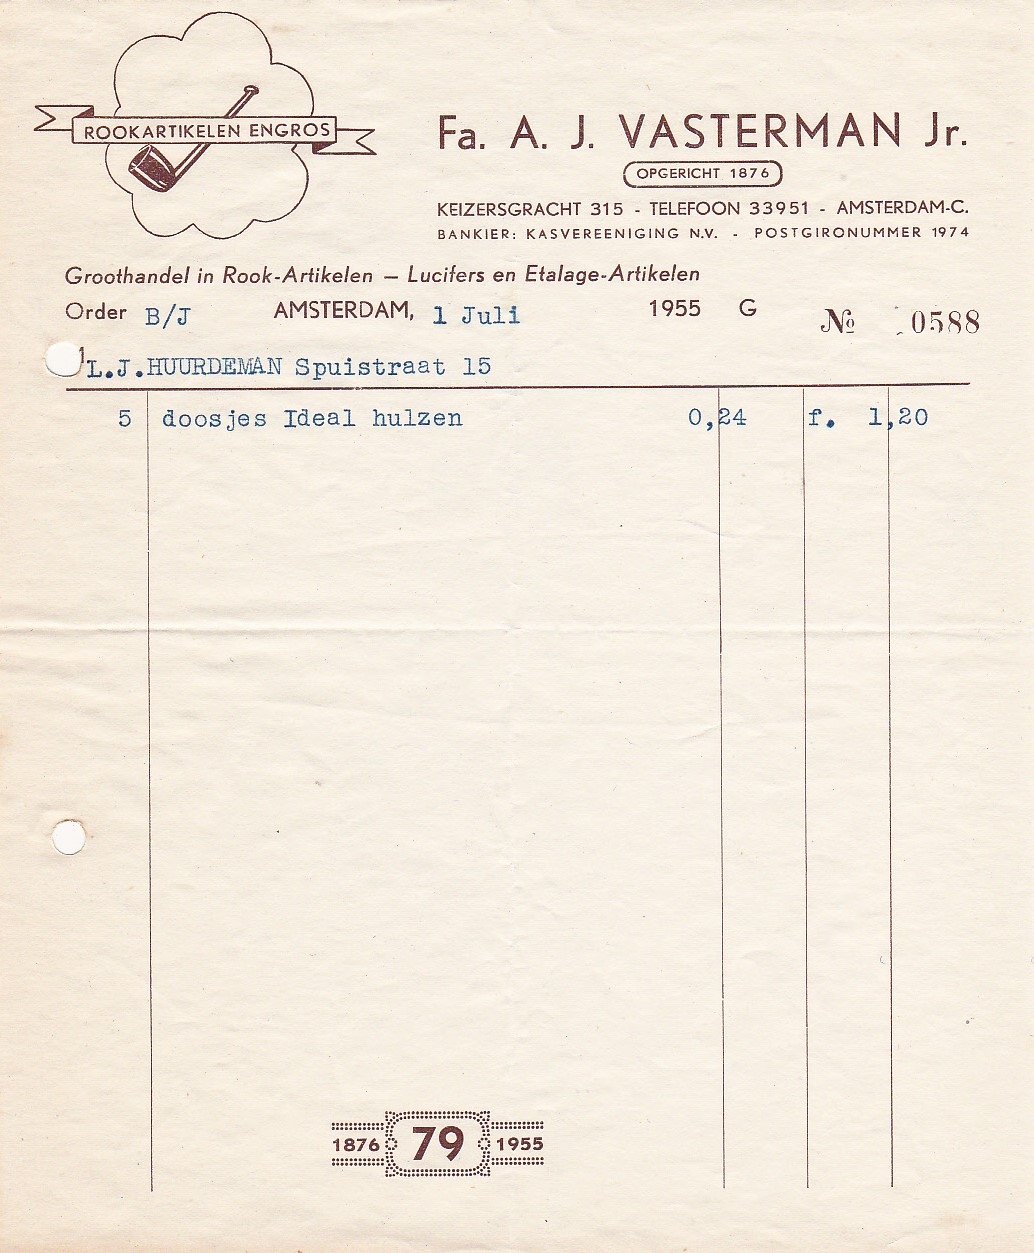 ROOKARTIKELEN ENGROS
Fa. A. J. VASTERMAN Jr.
OPGERICHT 1876
KEIZERSGRACHT 315 - TELEFOON 33951 - AMSTERDAM-C.
BANKIER: KASVEREENIGING N.V. - POSTGIRONUMMER 1974
Groothandel in Rook-Artikelen — Lucifers en Etalage-Artikelen
Order B/J AMSTERDAM, 1 Juli 1955 G № 0588
L.J.HUURDEMAN Spuistraat 15
5 doosjes Ideal hulzen 0,24 f. 1,20
1876 79 1955